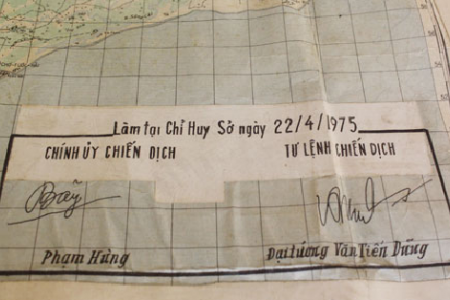 Làm tại Chỉ Huy Sở ngày 22/4/1975
CHÍNH ỦY CHIẾN DỊCH
TƯ LỆNH CHIẾN DỊCH
Phạm Hùng
Đại tướng Văn Tiến Dũng